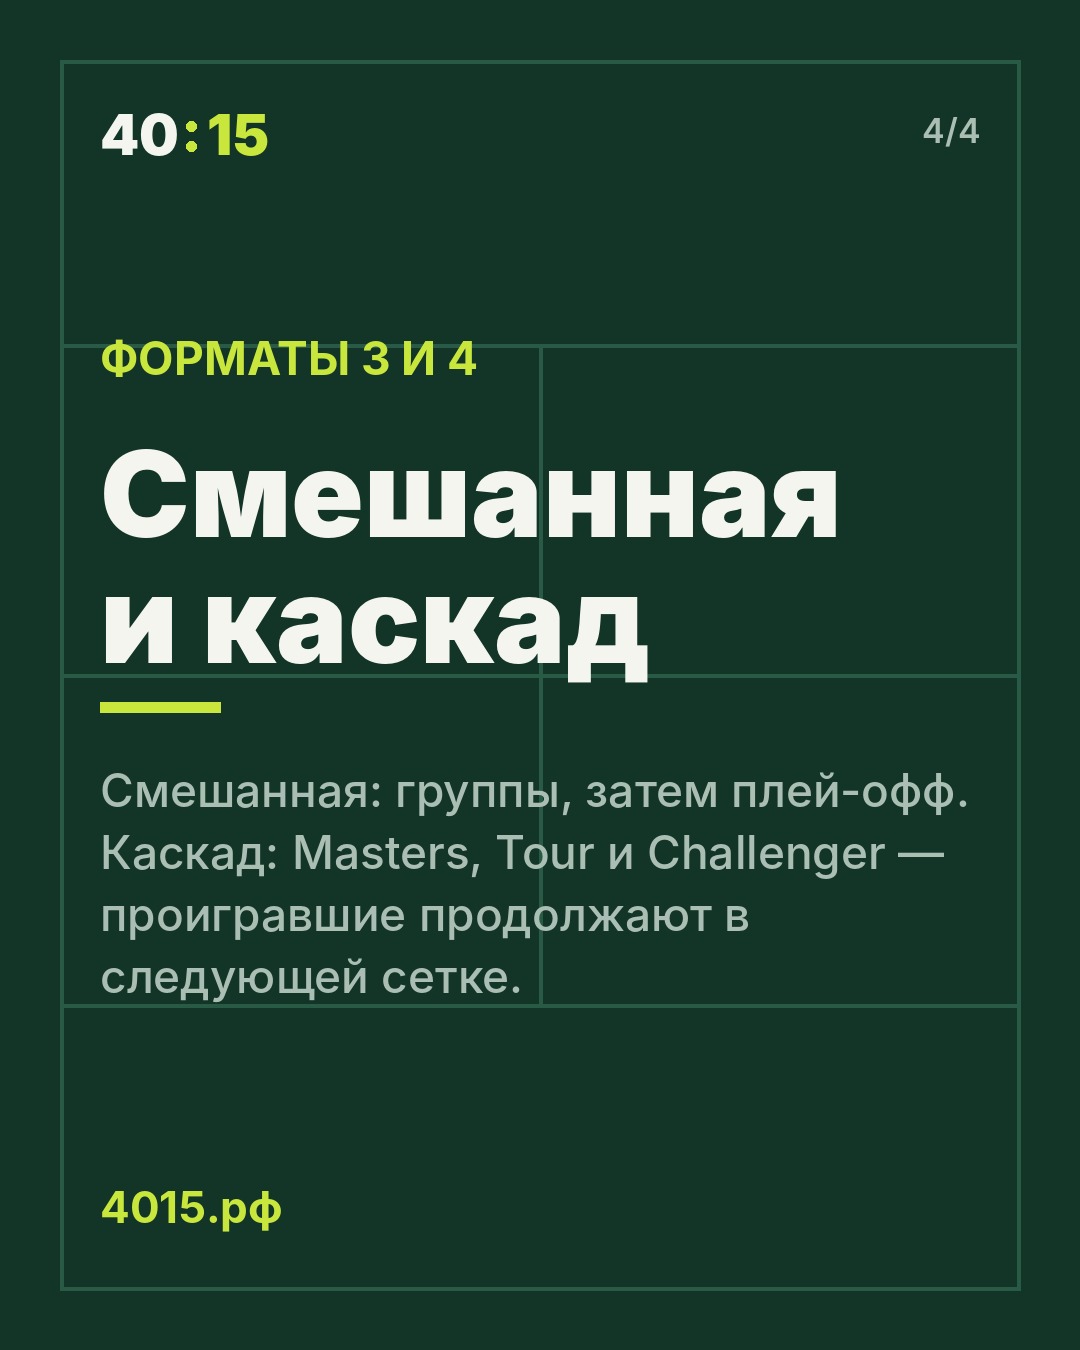 40:15
4/4
ФОРМАТЫ 3 И 4
Смешанная
и каскад
Смешанная: группы, затем плей-офф.
Каскад: Masters, Tour и Challenger —
проигравшие продолжают в
следующей сетке.
4015.рф